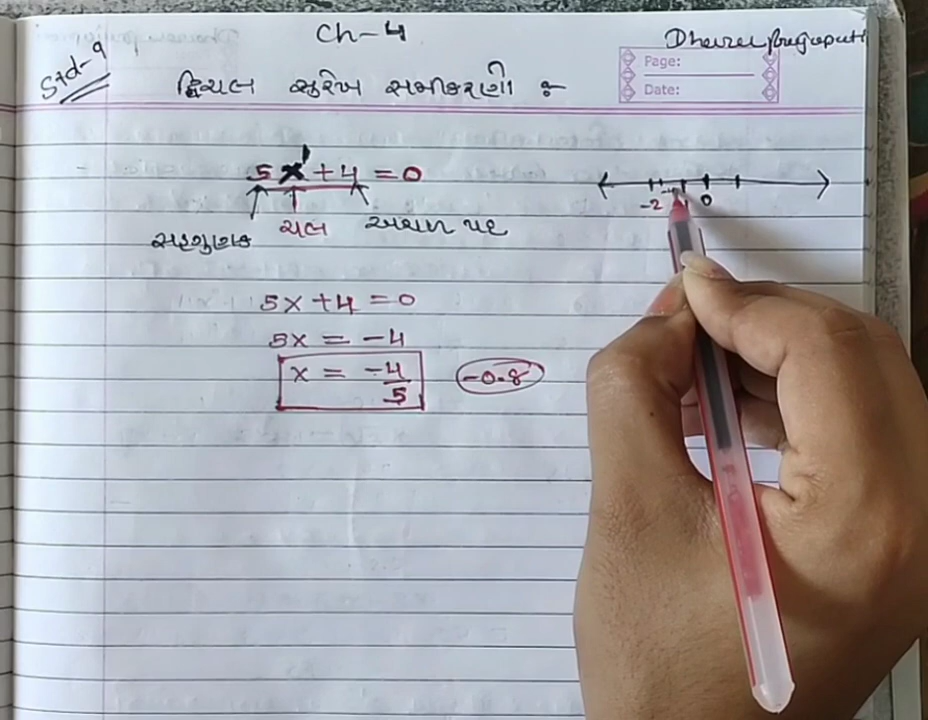 Ch-4
Std-9
Page:
Date:
દ્વિચલ સુરેખ સમીકરણો :-
5x¹+4=0
સહગુણક ચલ અચળ પદ
-2 0
5x+4=0
5x = -4
x = -4/5 -0.8